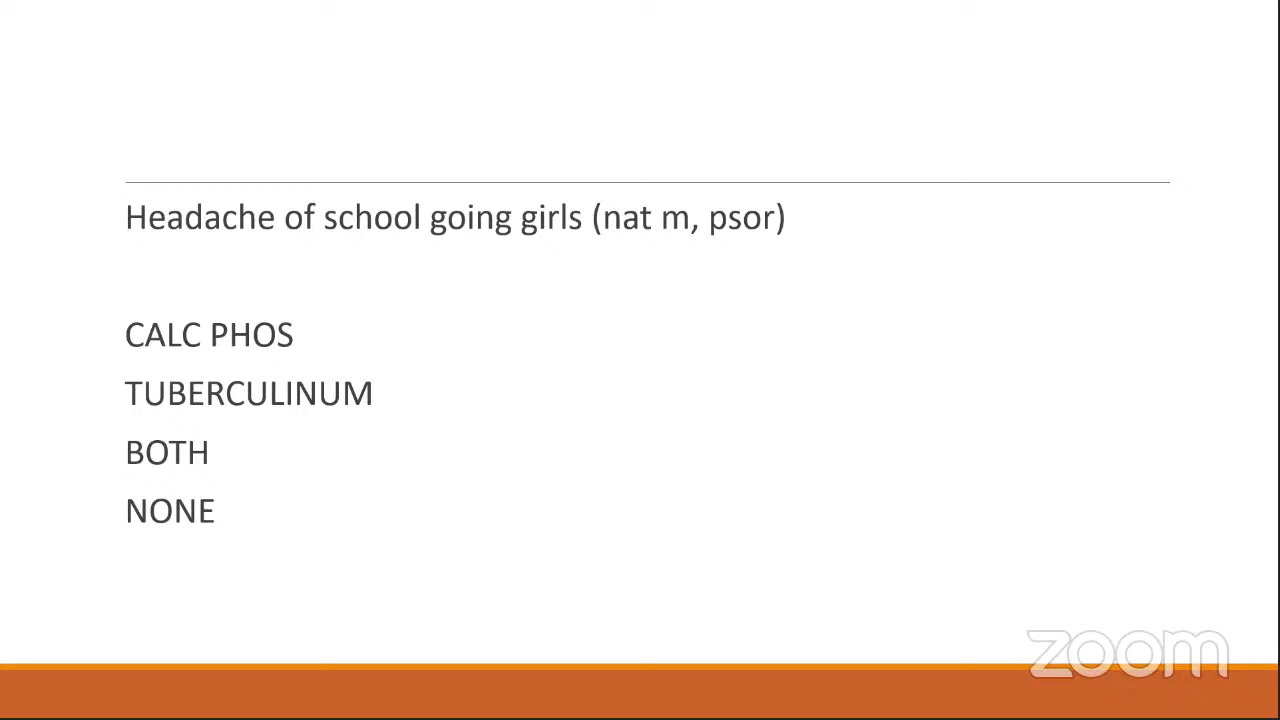 Headache of school going girls (nat m, psor)
CALC PHOS
TUBERCULINUM
BOTH
NONE
zoom